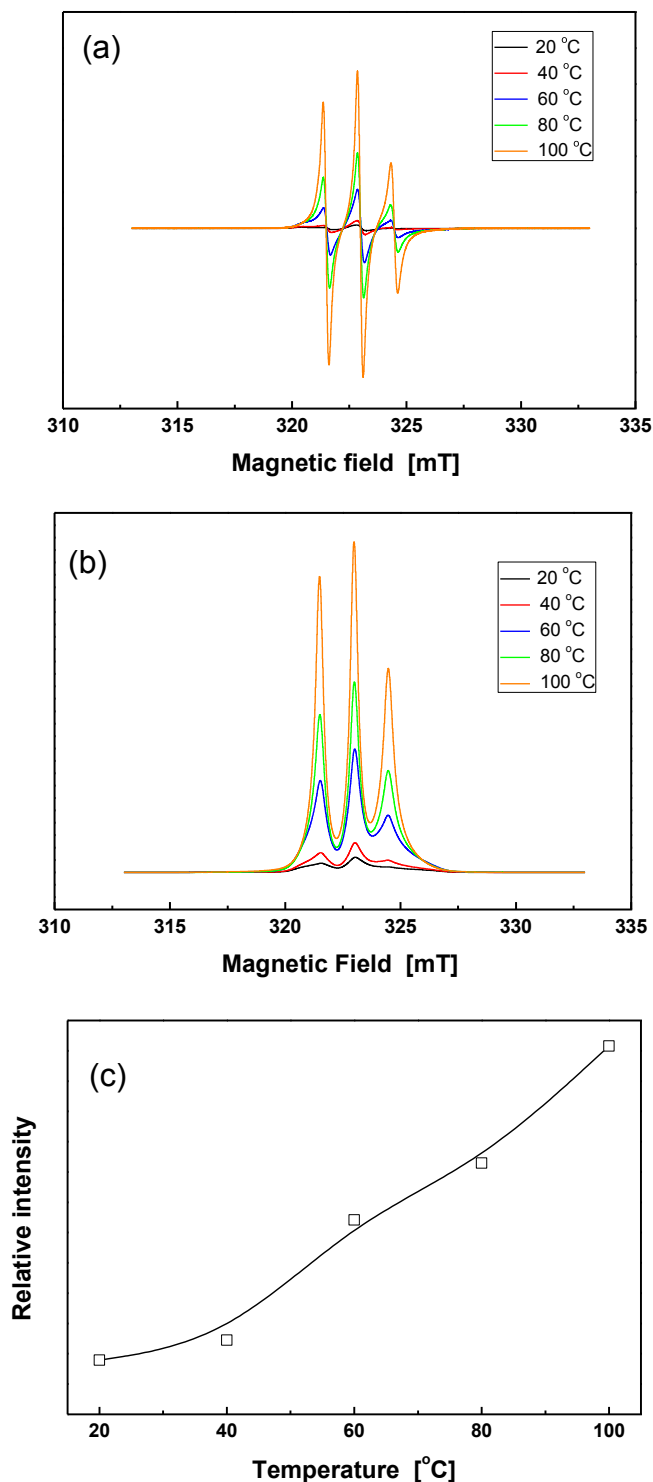 (a)
20 °C
40 °C
60 °C
80 °C
100 °C
310 315 320 325 330 335
Magnetic field [mT]
(b)
20 °C
40 °C
60 °C
80 °C
100 °C
310 315 320 325 330 335
Magnetic Field [mT]
(c)
Relative intensity
20 40 60 80 100
Temperature [°C]